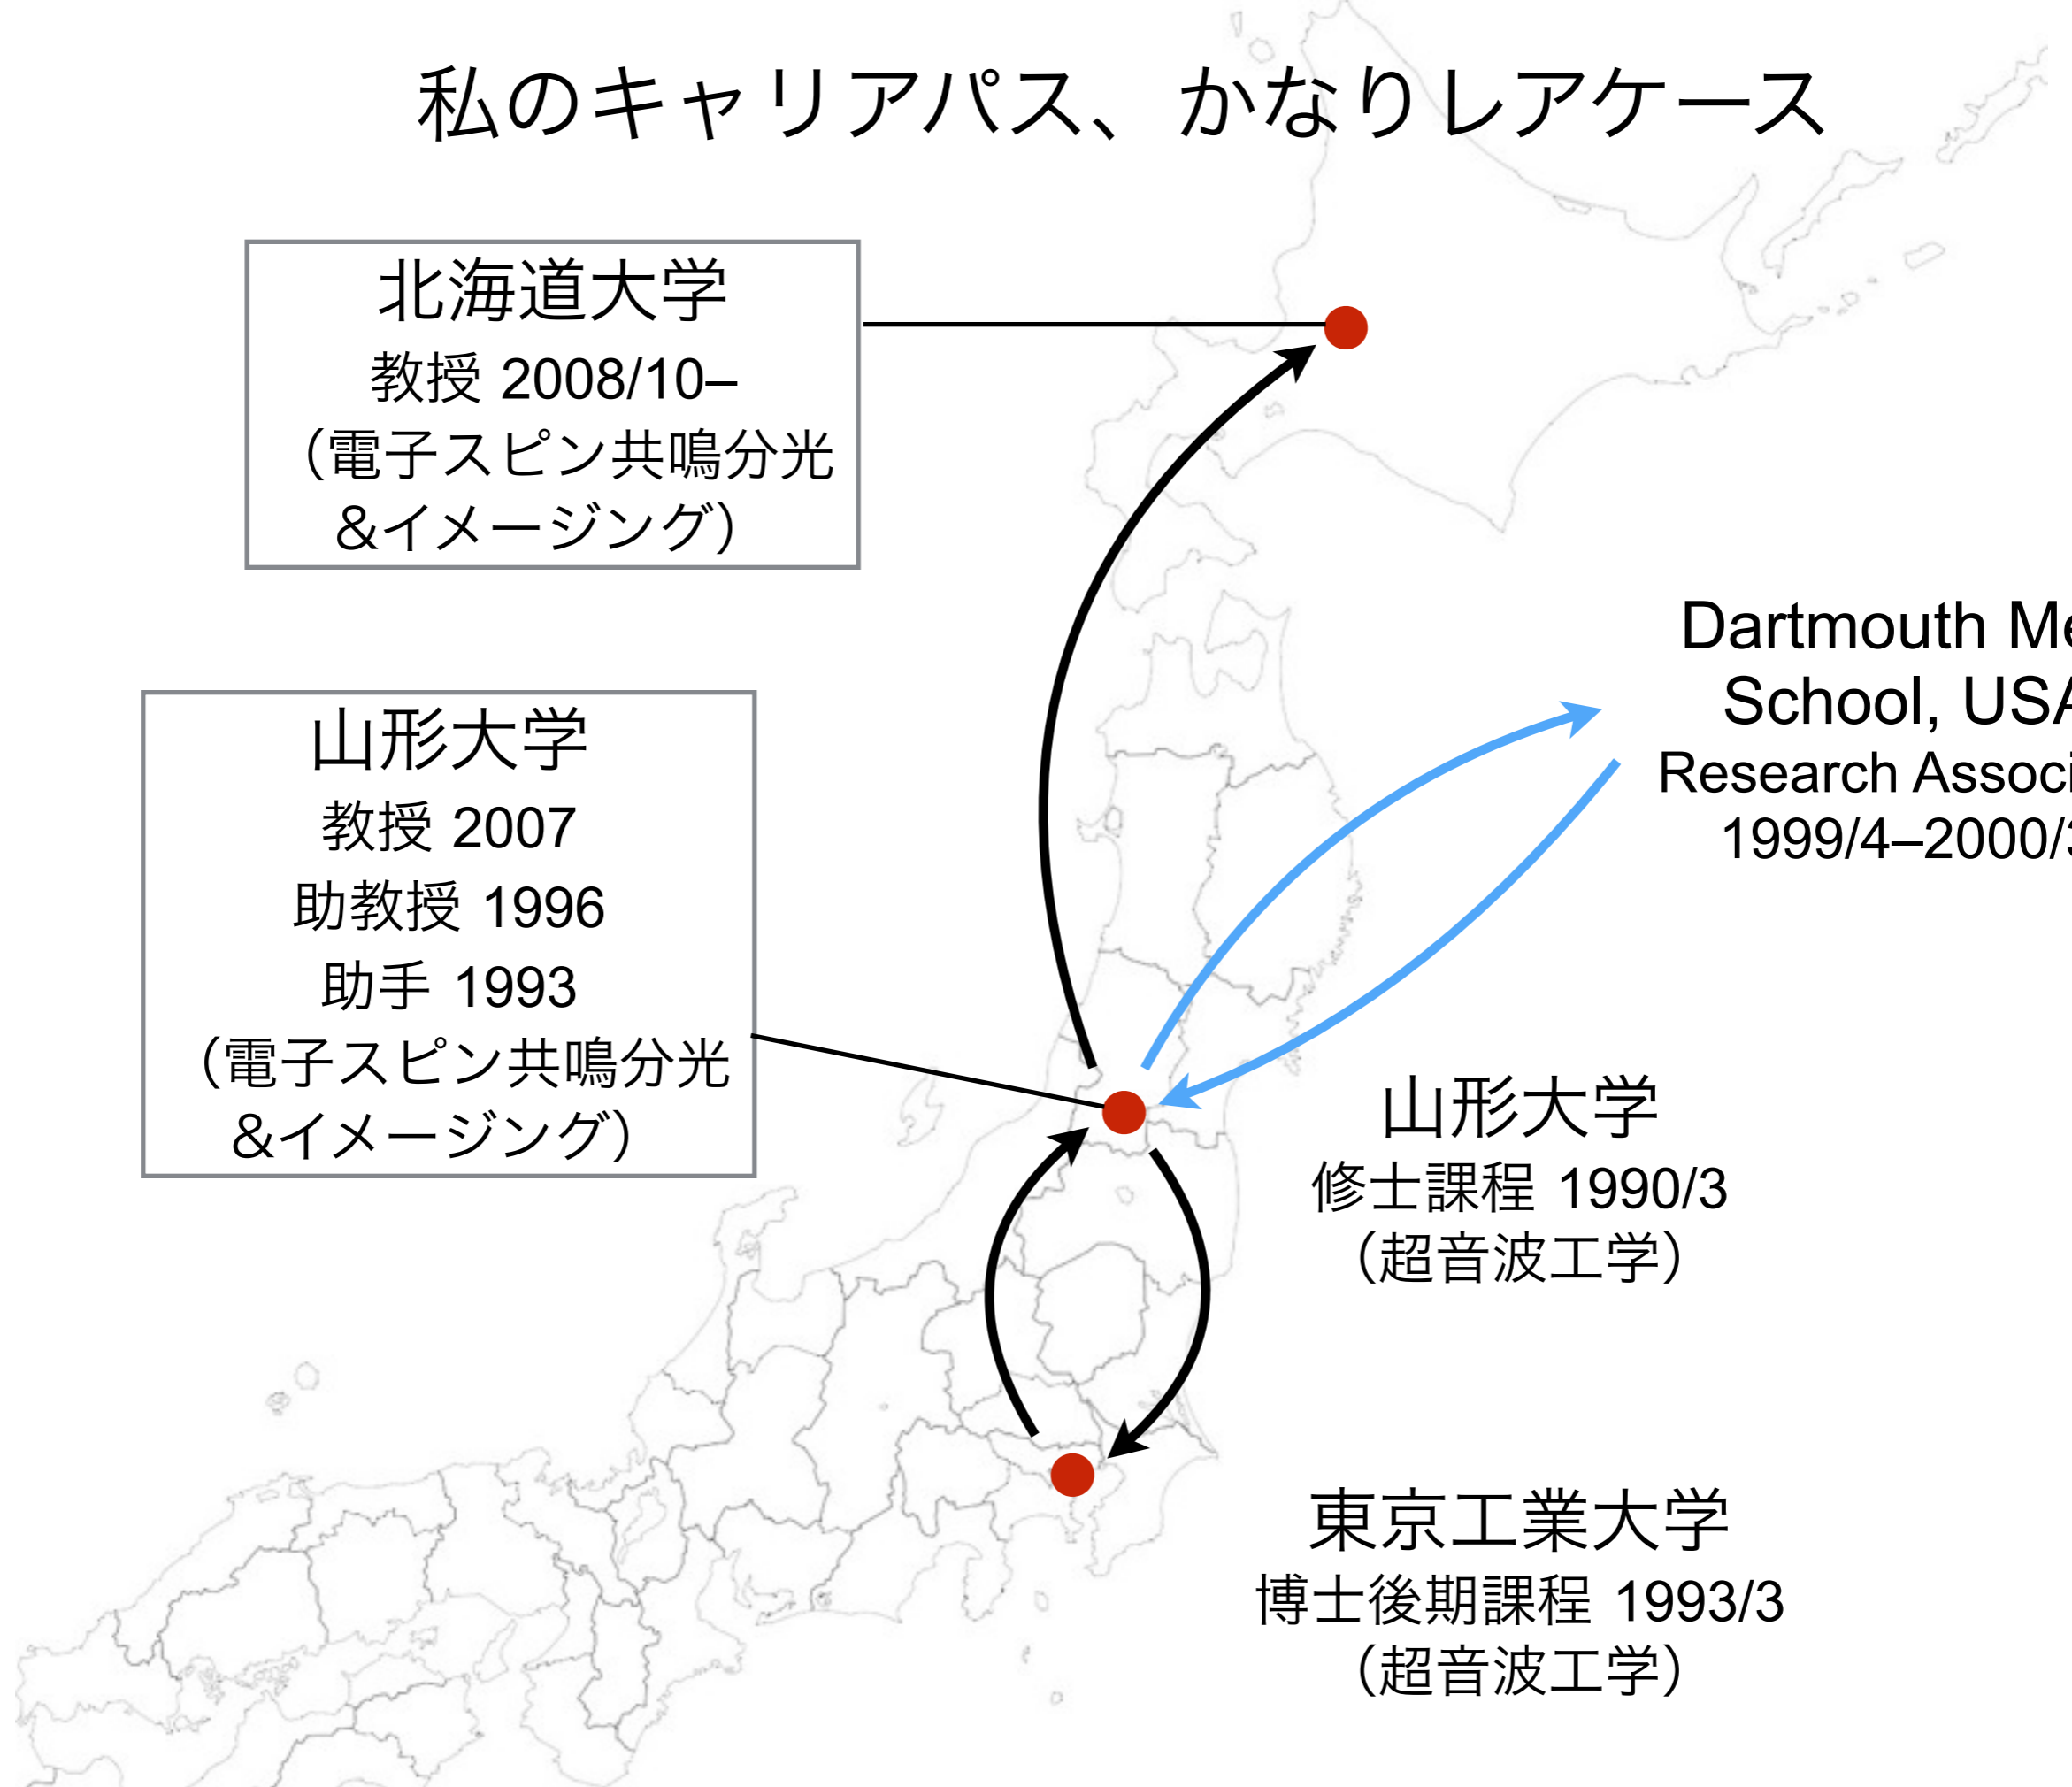 私のキャリアパス、かなりレアケース
北海道大学
教授 2008/10–
（電子スピン共鳴分光
&イメージング）
Dartmouth
School,
Research
1999/4–2000/
山形大学
教授 2007
助教授 1996
助手 1993
（電子スピン共鳴分光
&イメージング）
山形大学
修士課程 1990/3
（超音波工学）
東京工業大学
博士後期課程 1993/3
（超音波工学）